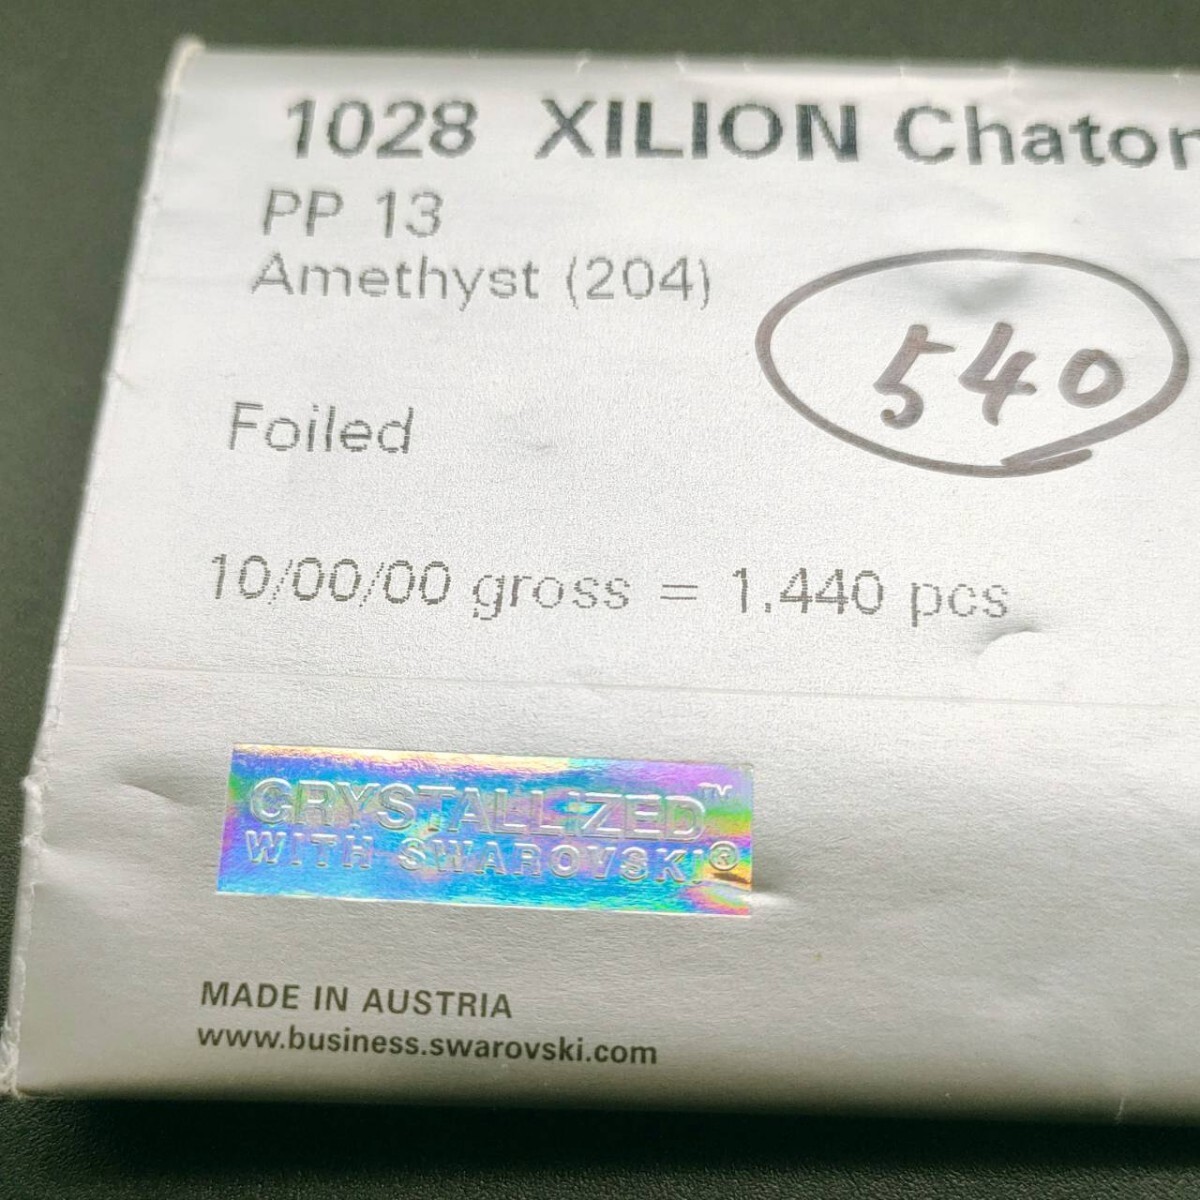 1028 XILION Chaton
PP 13
Amethyst (204)
540
Foiled
10/00/00 gross = 1.440 pcs
CRYSTALLIZED™
WITH SWAROVSKI®
MADE IN AUSTRIA
www.business.swarovski.com